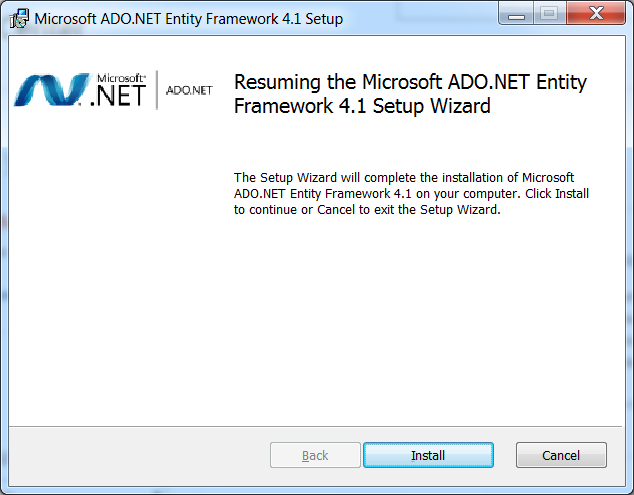 Microsoft ADO.NET Entity Framework 4.1 Setup
Microsoft®
.NET
ADO.NET
Resuming the Microsoft ADO.NET Entity
Framework 4.1 Setup Wizard
The Setup Wizard will complete the installation of Microsoft
ADO.NET Entity Framework 4.1 on your computer. Click Install
to continue or Cancel to exit the Setup Wizard.
Back
Install
Cancel